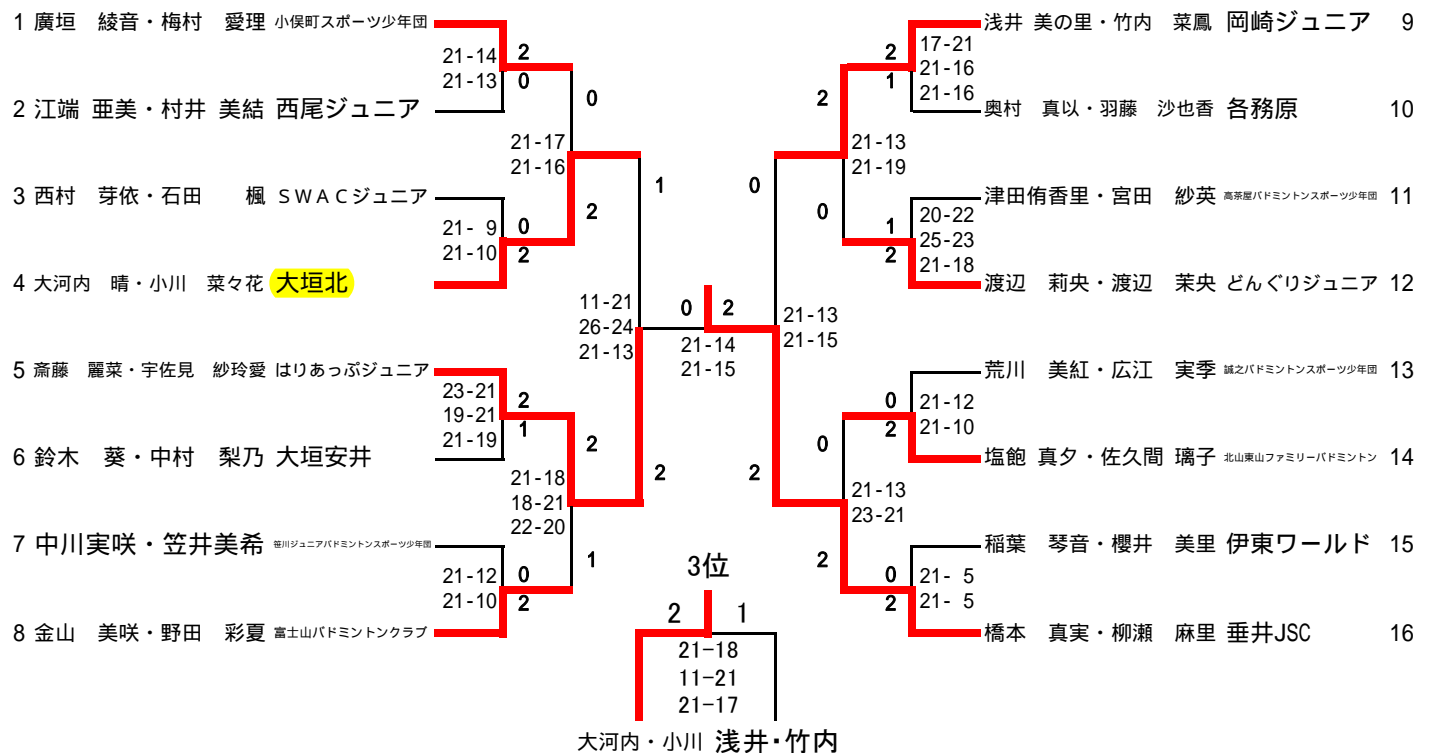 1 廣垣　綾音・梅村　愛理 小俣町スポーツ少年団
21-14 2
21-13 0
2 江端 亜美・村井 美結 西尾ジュニア
0
21-17
21-16
3 西村　芽依・石田　　楓 ＳＷＡＣジュニア
21- 9 0
21-10 2
2
4 大河内　晴・小川　菜々花 大垣北
1
11-21
26-24
21-13
5 斎藤　麗菜・宇佐見　紗玲愛 はりあっぷジュニア
23-21 2
19-21 1
21-19
6 鈴木　葵・中村　梨乃 大垣安井
2
21-18
18-21
22-20
2
7 中川実咲・笠井美希 笹川ジュニアバドミントンスポーツ少年団
21-12 0
21-10 2
1
8 金山　美咲・野田　彩夏 富士山バドミントンクラブ
0 2
21-14
21-15
浅井 美の里・竹内　菜鳳 岡崎ジュニア 9
2 17-21
1 21-16
21-16
奥村　真以・羽藤　沙也香 各務原 10
2
21-13
21-19
津田侑香里・宮田　紗英 高茶屋バドミントンスポーツ少年団 11
1 20-22
2 25-23
21-18
0
渡辺　莉央・渡辺　茉央 どんぐりジュニア 12
0
21-13
21-15
荒川　美紅・広江　実季 誠之バドミントンスポーツ少年団 13
0 21-12
2 21-10
塩飽 真夕・佐久間 璃子 北山東山ファミリーバドミントン 14
0
21-13
23-21
2
稲葉　琴音・櫻井　美里 伊東ワールド 15
0 21- 5
2 21- 5
2
橋本　真実・柳瀬　麻里 垂井JSC 16
3位
2 1
21-18
11-21
21-17
大河内・小川 浅井・竹内